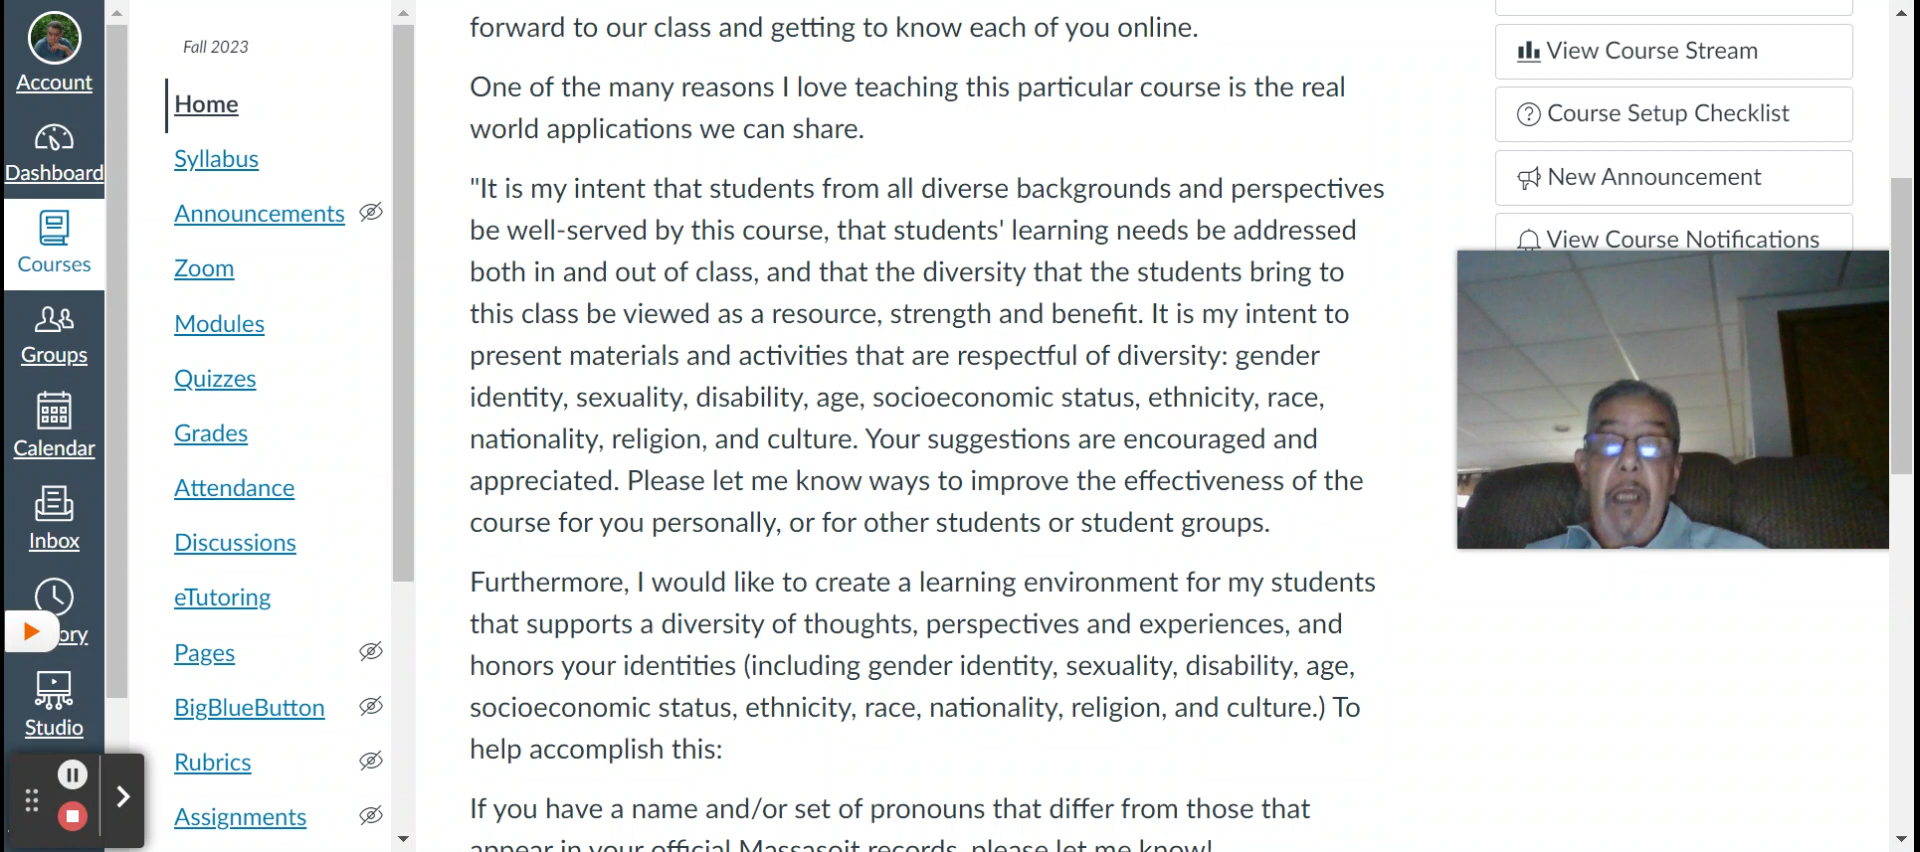 Account
Dashboard
Courses
Groups
Calendar
Inbox
ory
Studio
Fall 2023
Home
Syllabus
Announcements
Zoom
Modules
Quizzes
Grades
Attendance
Discussions
eTutoring
Pages
BigBlueButton
Rubrics
Assignments
forward to our class and getting to know each of you online.
One of the many reasons I love teaching this particular course is the real
world applications we can share.
"It is my intent that students from all diverse backgrounds and perspectives
be well-served by this course, that students' learning needs be addressed
both in and out of class, and that the diversity that the students bring to
this class be viewed as a resource, strength and benefit. It is my intent to
present materials and activities that are respectful of diversity: gender
identity, sexuality, disability, age, socioeconomic status, ethnicity, race,
nationality, religion, and culture. Your suggestions are encouraged and
appreciated. Please let me know ways to improve the effectiveness of the
course for you personally, or for other students or student groups.
Furthermore, I would like to create a learning environment for my students
that supports a diversity of thoughts, perspectives and experiences, and
honors your identities (including gender identity, sexuality, disability, age,
socioeconomic status, ethnicity, race, nationality, religion, and culture.) To
help accomplish this:
If you have a name and/or set of pronouns that differ from those that
appear in your official Massasoit records, please let me know!
View Course Stream
Course Setup Checklist
New Announcement
View Course Notifications